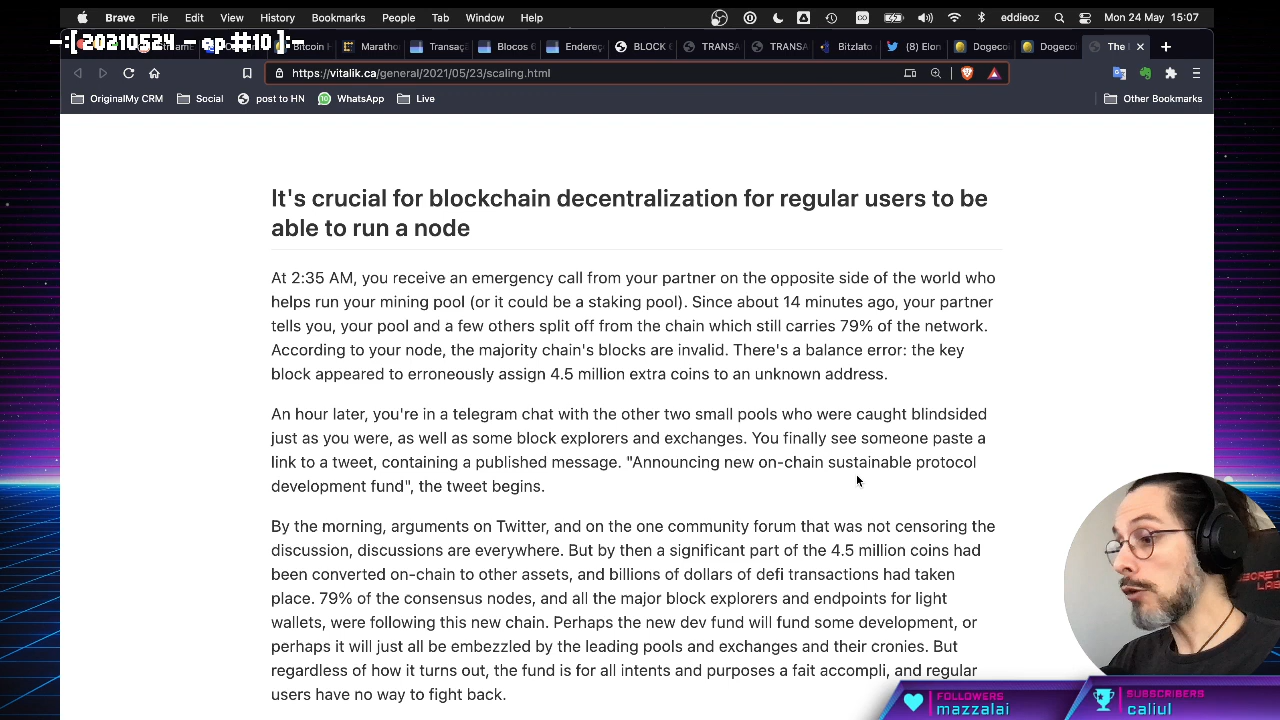 Brave File Edit View History Bookmarks People Tab Window Help eddieoz Mon 24 May 15:07
-:[ 20210524 - ep #10 ]:-
Bitcoin H Maratho Transaç Blocos 6 Endereç BLOCK 6 TRANSA TRANSA Bitzlato (8) Elon Dogeco Dogeco The l
https://vitalik.ca/general/2021/05/23/scaling.html
OriginalMy CRM Social post to HN WhatsApp Live Other Bookmarks
It's crucial for blockchain decentralization for regular users to be
able to run a node
At 2:35 AM, you receive an emergency call from your partner on the opposite side of the world who
helps run your mining pool (or it could be a staking pool). Since about 14 minutes ago, your partner
tells you, your pool and a few others split off from the chain which still carries 79% of the network.
According to your node, the majority chain's blocks are invalid. There's a balance error: the key
block appeared to erroneously assign 4.5 million extra coins to an unknown address.
An hour later, you're in a telegram chat with the other two small pools who were caught blindsided
just as you were, as well as some block explorers and exchanges. You finally see someone paste a
link to a tweet, containing a published message. "Announcing new on-chain sustainable protocol
development fund", the tweet begins.
By the morning, arguments on Twitter, and on the one community forum that was not censoring the
discussion, discussions are everywhere. But by then a significant part of the 4.5 million coins had
been converted on-chain to other assets, and billions of dollars of defi transactions had taken
place. 79% of the consensus nodes, and all the major block explorers and endpoints for light
wallets, were following this new chain. Perhaps the new dev fund will fund some development, or
perhaps it will just all be embezzled by the leading pools and exchanges and their cronies. But
regardless of how it turns out, the fund is for all intents and purposes a fait accompli, and regular
users have no way to fight back.
FOLLOWERS
mazzalai
SUBSCRIBERS
caliul